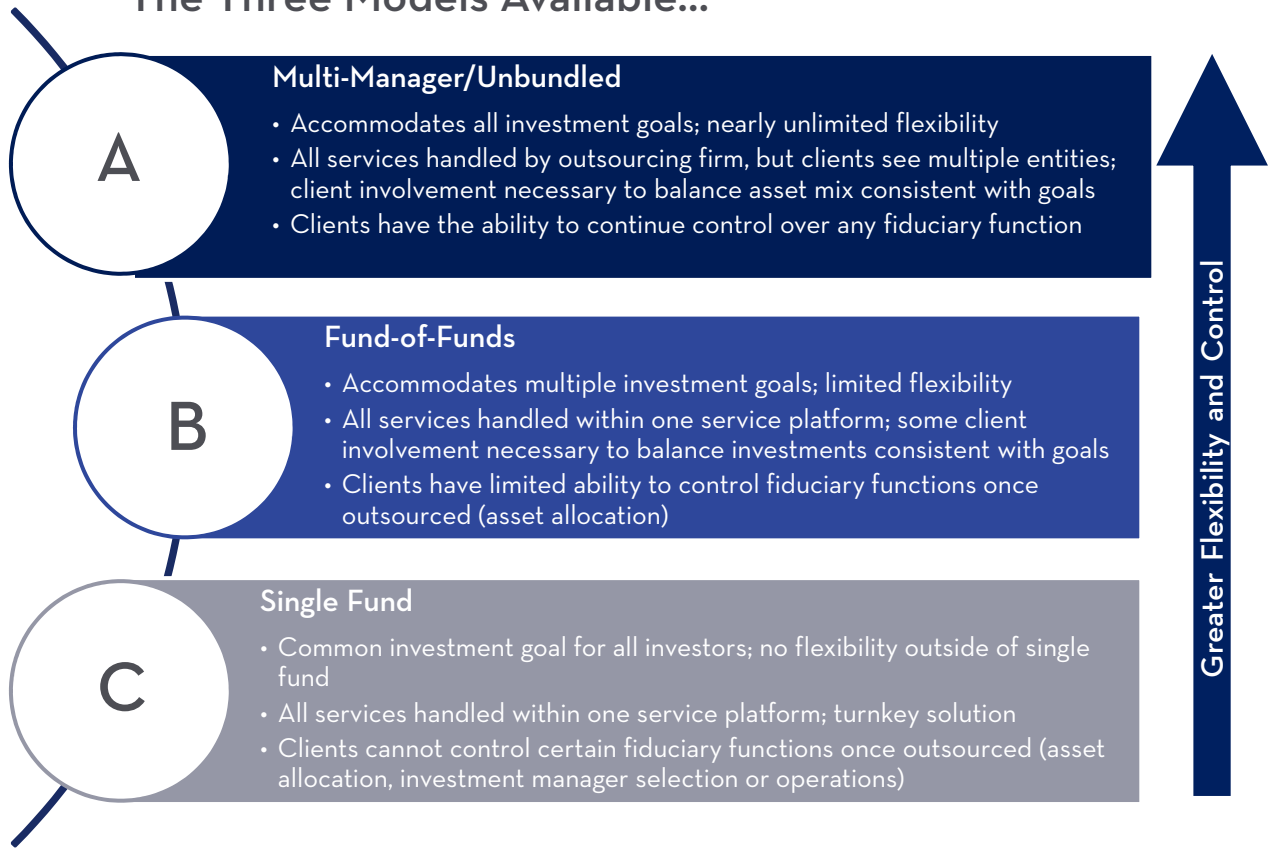 The Three Models Available...
A
Multi-Manager/Unbundled
• Accommodates all investment goals; nearly unlimited flexibility
• All services handled by outsourcing firm, but clients see multiple entities;
client involvement necessary to balance asset mix consistent with goals
• Clients have the ability to continue control over any fiduciary function
B
Fund-of-Funds
• Accommodates multiple investment goals; limited flexibility
• All services handled within one service platform; some client
involvement necessary to balance investments consistent with goals
• Clients have limited ability to control fiduciary functions once
outsourced (asset allocation)
C
Single Fund
• Common investment goal for all investors; no flexibility outside of single
fund
• All services handled within one service platform; turnkey solution
• Clients cannot control certain fiduciary functions once outsourced (asset
allocation, investment manager selection or operations)
Greater Flexibility and Control